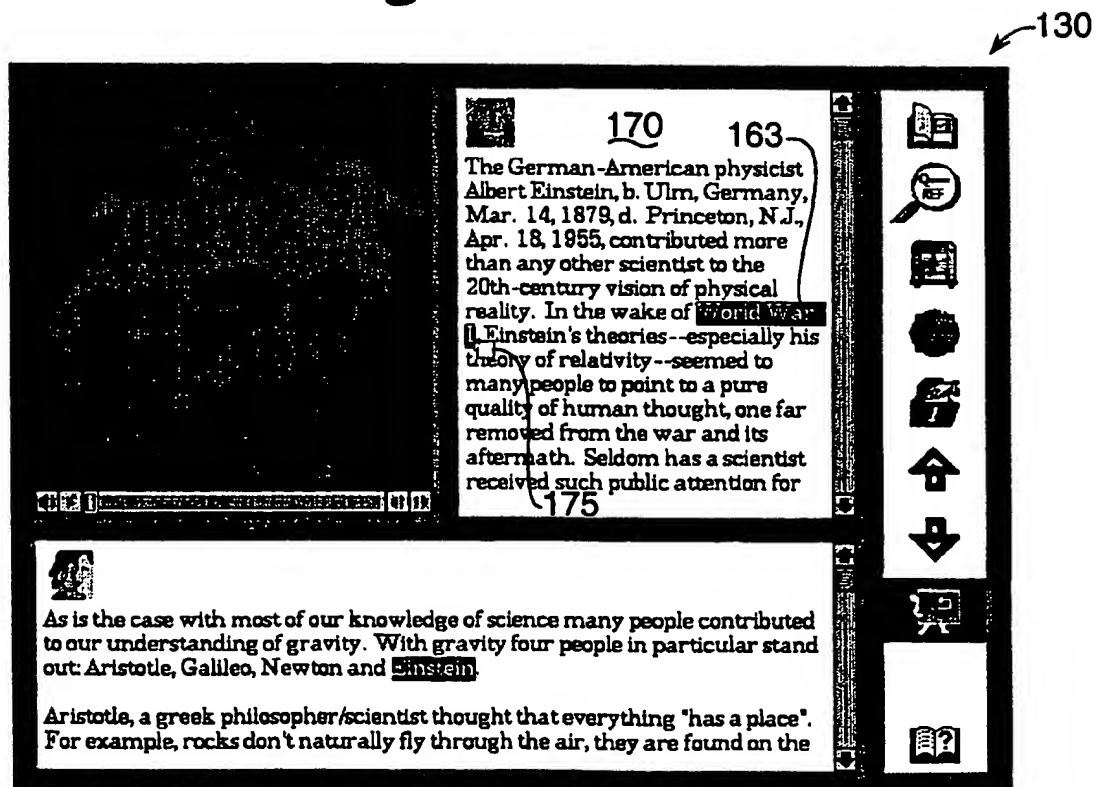 130
170
163
The German-American physicist
Albert Einstein, b. Ulm, Germany,
Mar. 14, 1879, d. Princeton, N.J.,
Apr. 18, 1955, contributed more
than any other scientist to the
20th-century vision of physical
reality. In the wake of World War
I, Einstein's theories--especially his
theory of relativity--seemed to
many people to point to a pure
quality of human thought, one far
removed from the war and its
aftermath. Seldom has a scientist
received such public attention for
175
REF
1
?
As is the case with most of our knowledge of science many people contributed
to our understanding of gravity. With gravity four people in particular stand
out: Aristotle, Galileo, Newton and Einstein.
Aristotle, a greek philosopher/scientist thought that everything "has a place".
For example, rocks don't naturally fly through the air, they are found on the